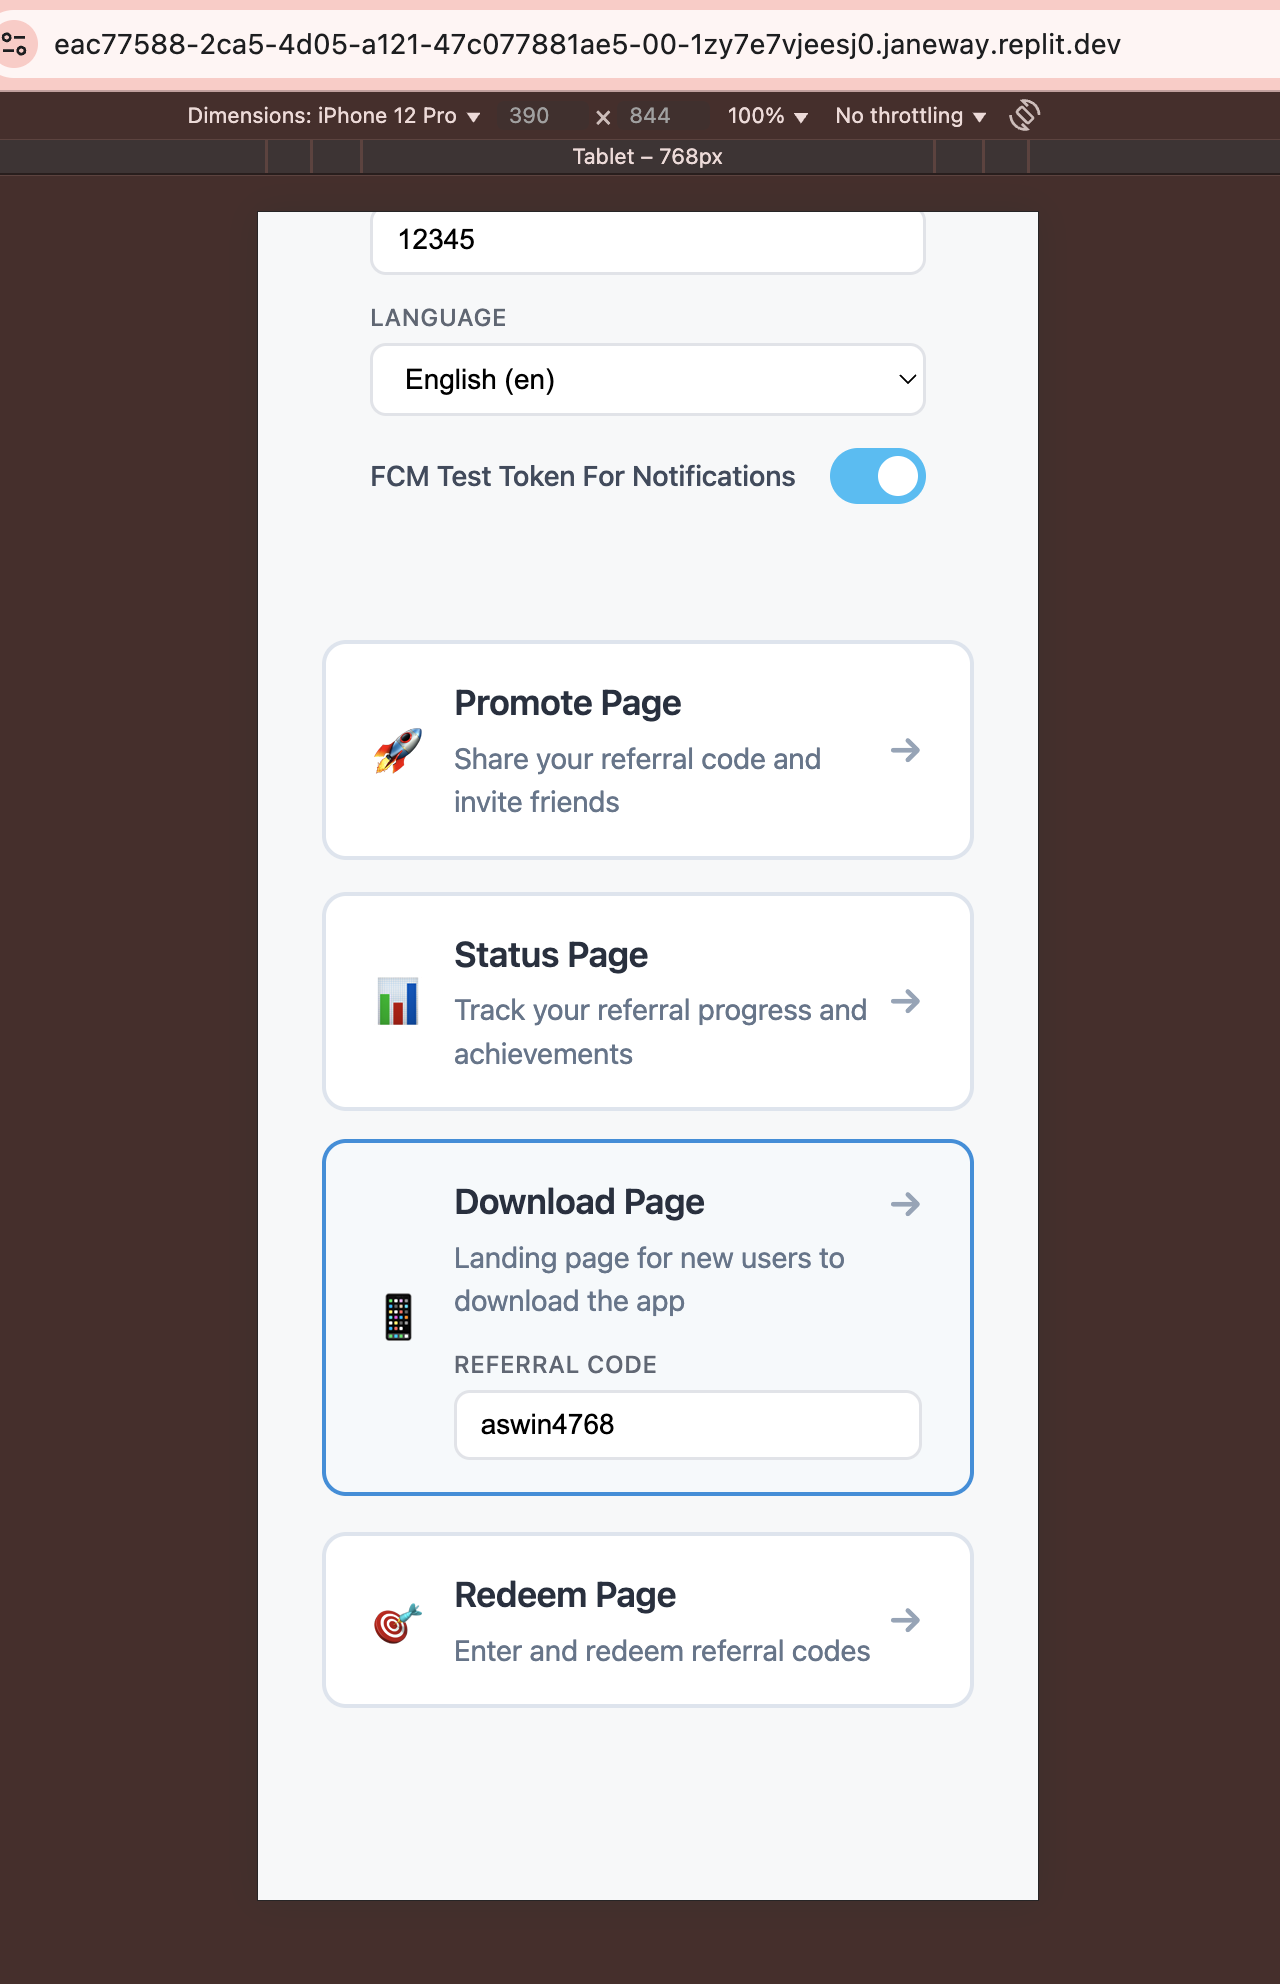 eac77588-2ca5-4d05-a121-47c077881ae5-00-1zy7e7vjeesj0.janeway.replit.dev
Dimensions: iPhone 12 Pro ▼ 390 × 844 100% ▼ No throttling ▼
Tablet – 768px
12345
LANGUAGE
English (en)
FCM Test Token For Notifications
Promote Page
Share your referral code and
invite friends
Status Page
Track your referral progress and
achievements
Download Page
Landing page for new users to
download the app
REFERRAL CODE
aswin4768
Redeem Page
Enter and redeem referral codes